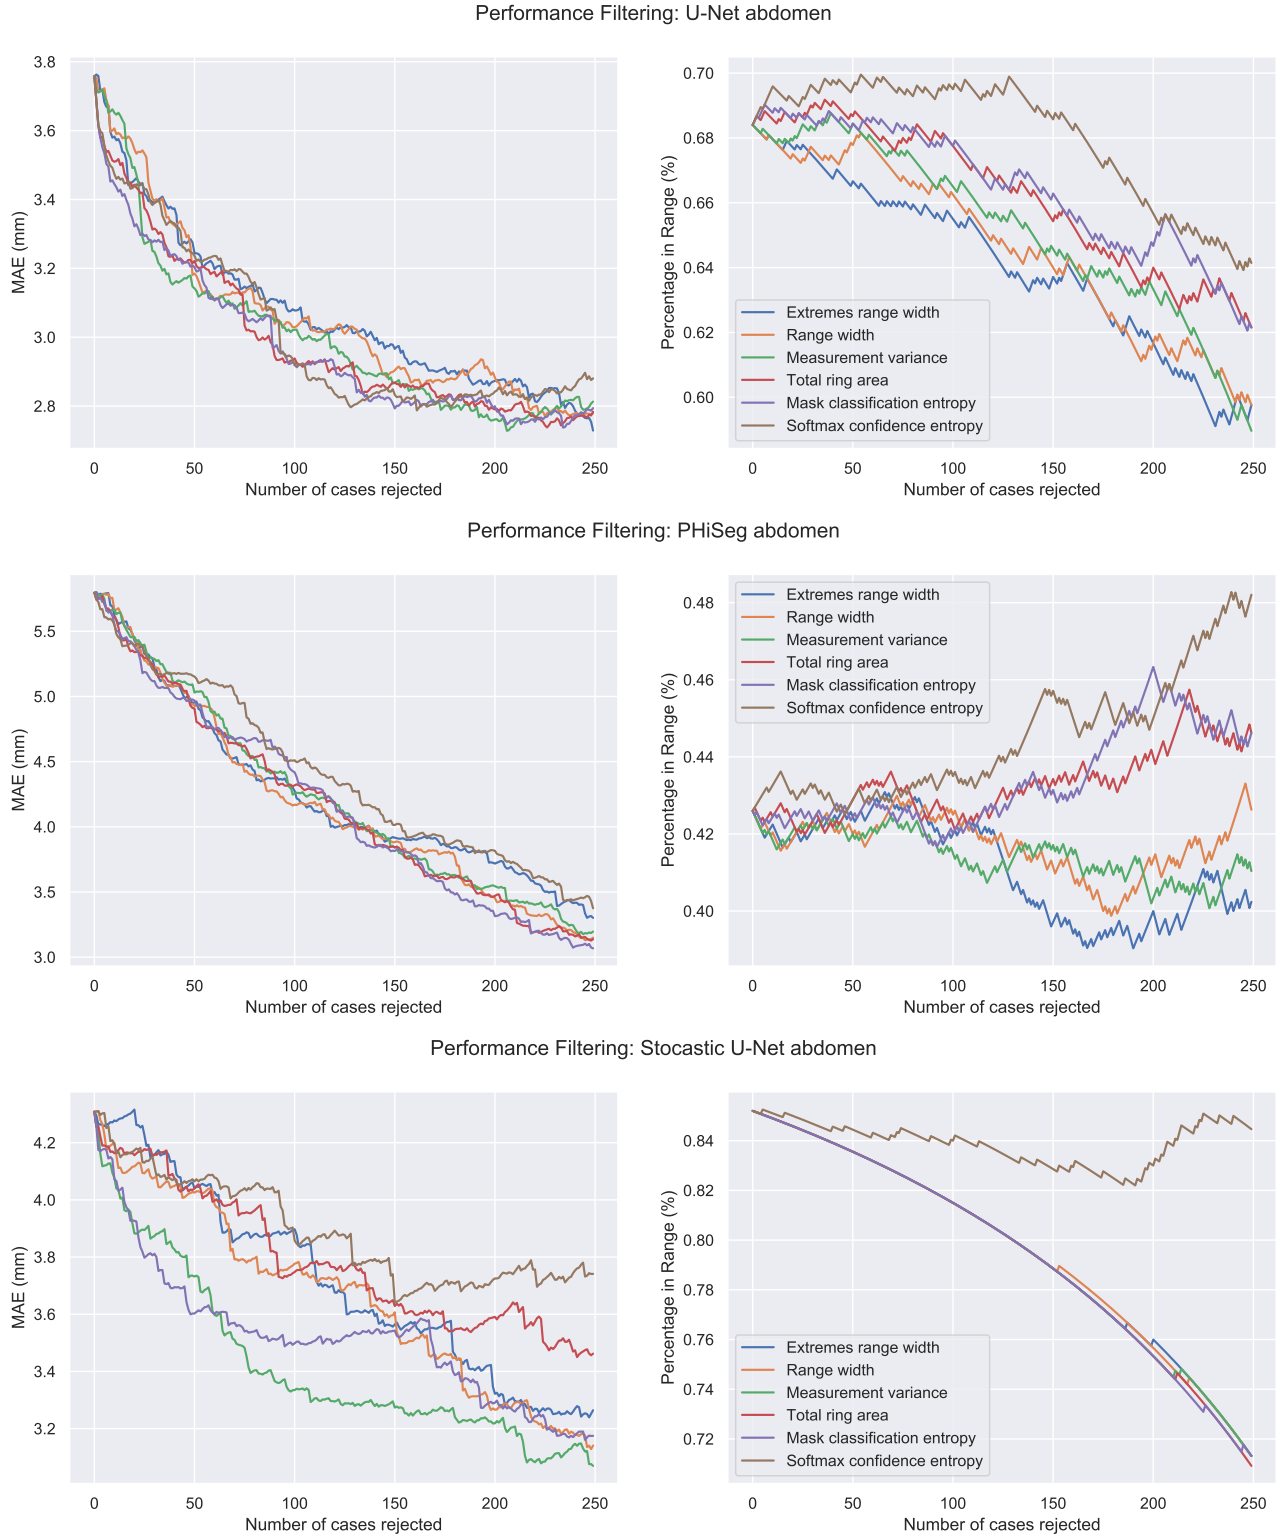 Performance Filtering: U-Net abdomen
MAE (mm)
3.8
3.6
3.4
3.2
3.0
2.8
0
50
100
150
200
250
Number of cases rejected
Percentage in Range (%)
0.70
0.68
0.66
0.64
0.62
0.60
Extremes range width
Range width
Measurement variance
Total ring area
Mask classification entropy
Softmax confidence entropy
0
50
100
150
200
250
Number of cases rejected
Performance Filtering: PHiSeg abdomen
MAE (mm)
5.5
5.0
4.5
4.0
3.5
3.0
0
50
100
150
200
250
Number of cases rejected
Percentage in Range (%)
0.48
0.46
0.44
0.42
0.40
Extremes range width
Range width
Measurement variance
Total ring area
Mask classification entropy
Softmax confidence entropy
0
50
100
150
200
250
Number of cases rejected
Performance Filtering: Stocastic U-Net abdomen
MAE (mm)
4.2
4.0
3.8
3.6
3.4
3.2
0
50
100
150
200
250
Number of cases rejected
Percentage in Range (%)
0.84
0.82
0.80
0.78
0.76
0.74
0.72
Extremes range width
Range width
Measurement variance
Total ring area
Mask classification entropy
Softmax confidence entropy
0
50
100
150
200
250
Number of cases rejected